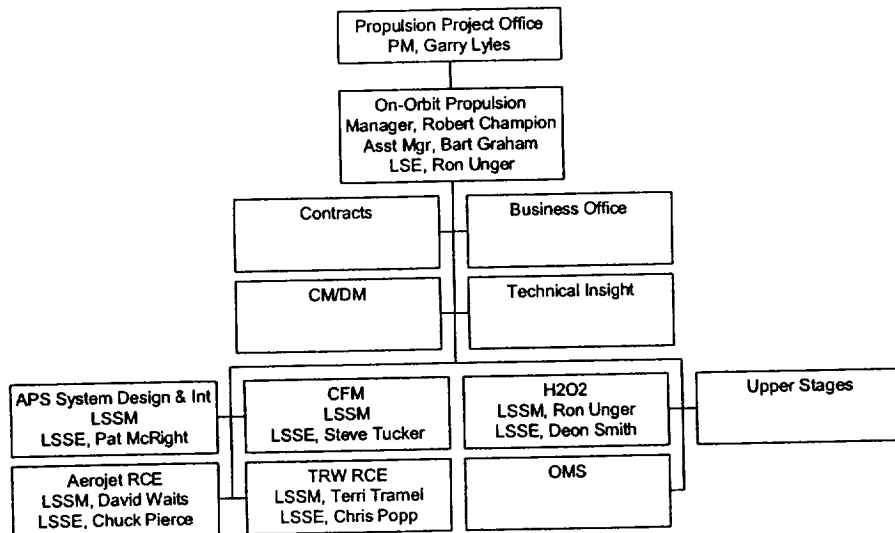 Propulsion Project Office
PM, Garry Lyles
On-Orbit Propulsion
Manager, Robert Champion
Asst Mgr, Bart Graham
LSE, Ron Unger
Contracts
Business Office
CM/DM
Technical Insight
APS System Design & Int
LSSM
LSSE, Pat McRight
CFM
LSSM
LSSE, Steve Tucker
H2O2
LSSM, Ron Unger
LSSE, Deon Smith
Upper Stages
Aerojet RCE
LSSM, David Waits
LSSE, Chuck Pierce
TRW RCE
LSSM, Terri Tramel
LSSE, Chris Popp
OMS